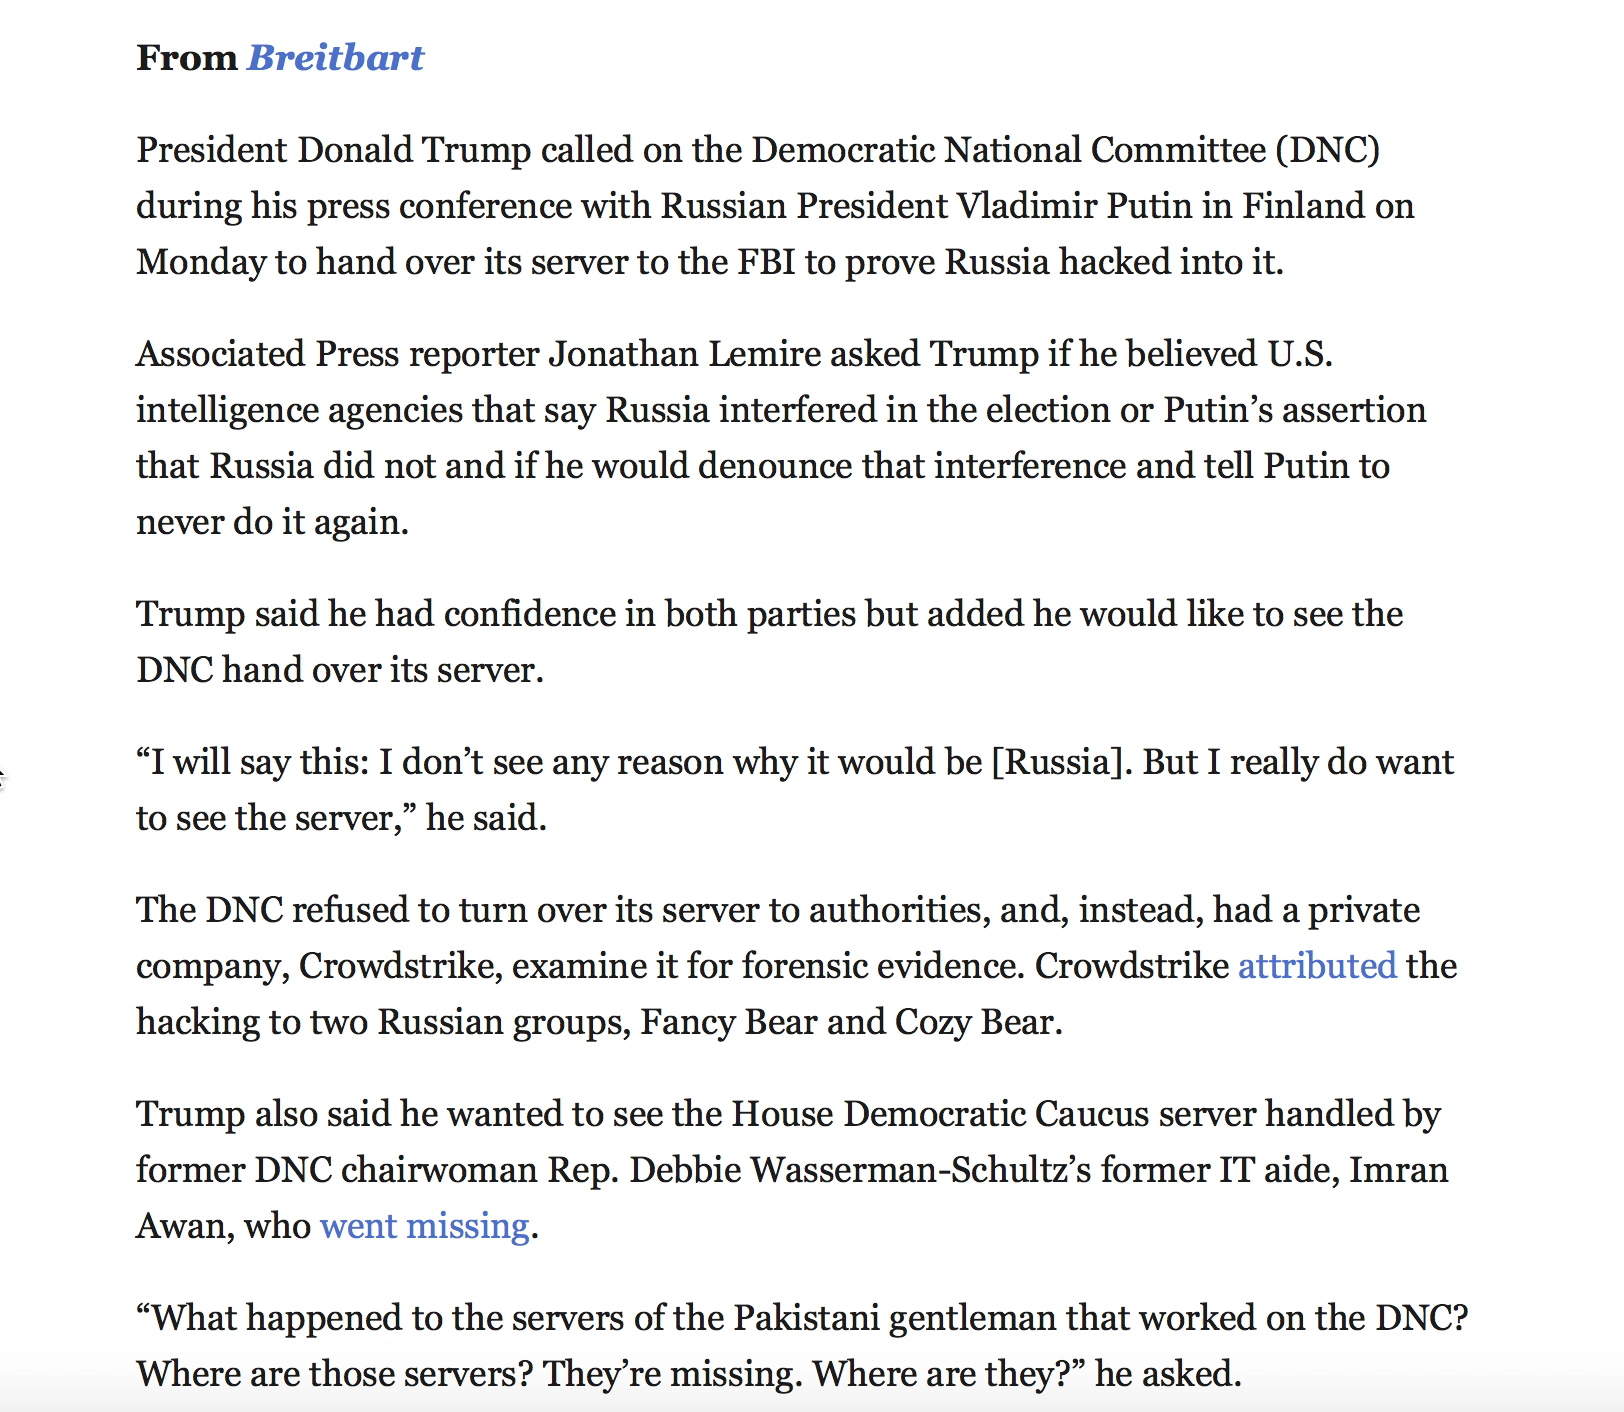 From Breitbart
President Donald Trump called on the Democratic National Committee (DNC)
during his press conference with Russian President Vladimir Putin in Finland on
Monday to hand over its server to the FBI to prove Russia hacked into it.
Associated Press reporter Jonathan Lemire asked Trump if he believed U.S.
intelligence agencies that say Russia interfered in the election or Putin’s assertion
that Russia did not and if he would denounce that interference and tell Putin to
never do it again.
Trump said he had confidence in both parties but added he would like to see the
DNC hand over its server.
“I will say this: I don’t see any reason why it would be [Russia]. But I really do want
to see the server,” he said.
The DNC refused to turn over its server to authorities, and, instead, had a private
company, Crowdstrike, examine it for forensic evidence. Crowdstrike attributed the
hacking to two Russian groups, Fancy Bear and Cozy Bear.
Trump also said he wanted to see the House Democratic Caucus server handled by
former DNC chairwoman Rep. Debbie Wasserman-Schultz’s former IT aide, Imran
Awan, who went missing.
“What happened to the servers of the Pakistani gentleman that worked on the DNC?
Where are those servers? They’re missing. Where are they?” he asked.